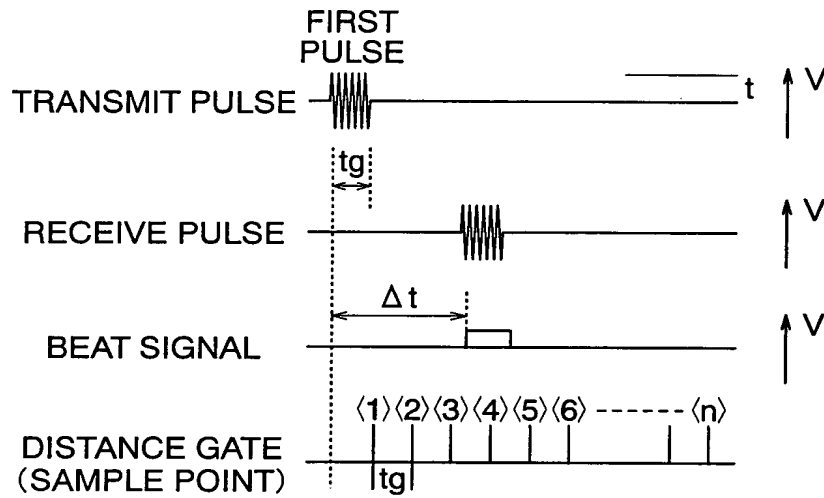 FIRST
PULSE
TRANSMIT PULSE
t
V
tg
RECEIVE PULSE
V
Δt
BEAT SIGNAL
V
⟨1⟩ ⟨2⟩ ⟨3⟩ ⟨4⟩ ⟨5⟩ ⟨6⟩ ------ ⟨n⟩
DISTANCE GATE
(SAMPLE POINT)
tg